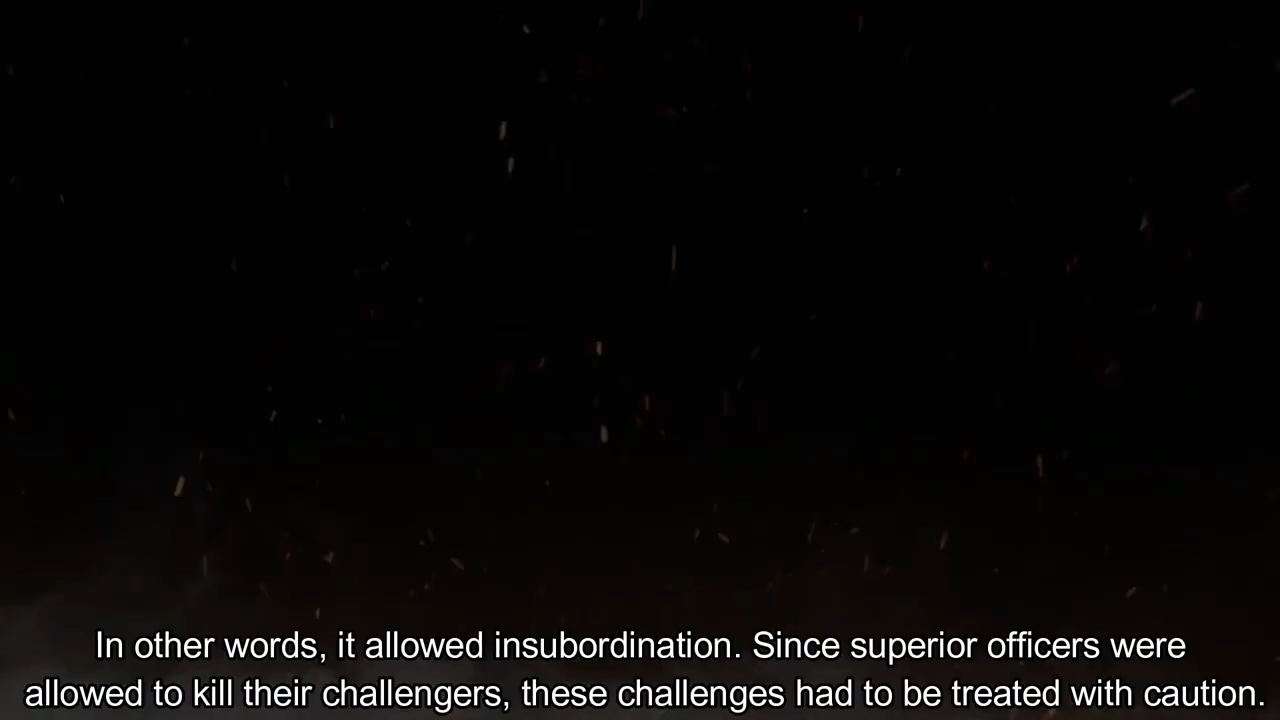 In other words, it allowed insubordination. Since superior officers were
allowed to kill their challengers, these challenges had to be treated with caution.